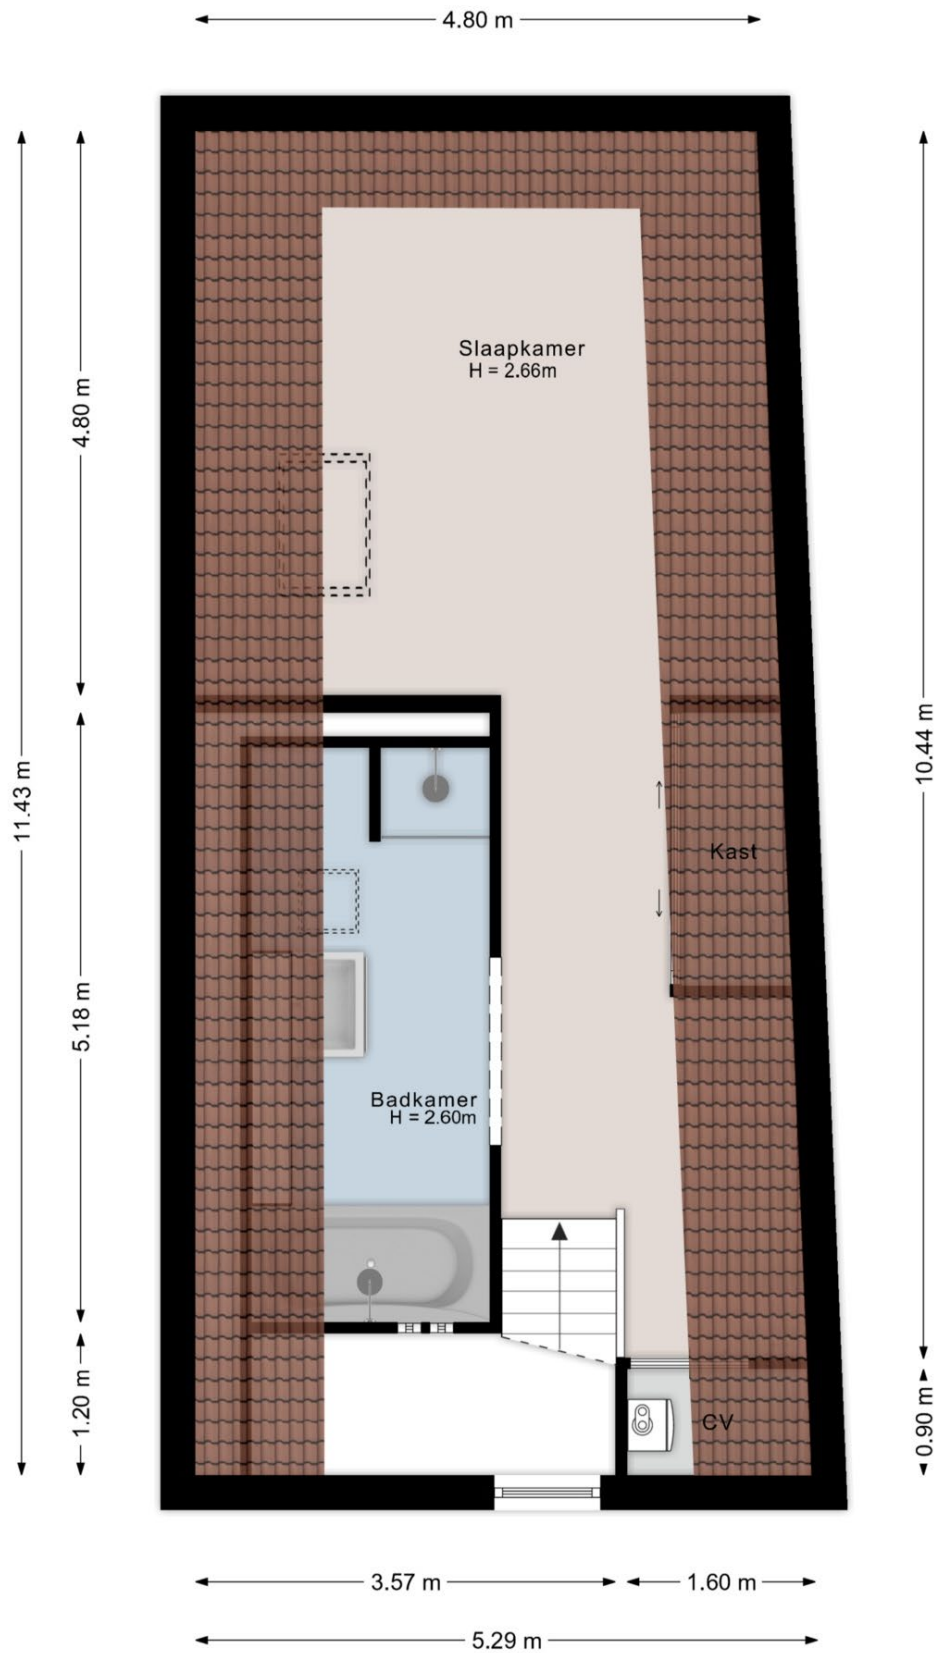 4.80 m
Slaapkamer
H = 2.66m
4.80 m
10.44 m
11.43 m
Kast
5.18 m
Badkamer
H = 2.60m
1.20 m
CV
0.90 m
3.57 m
1.60 m
5.29 m